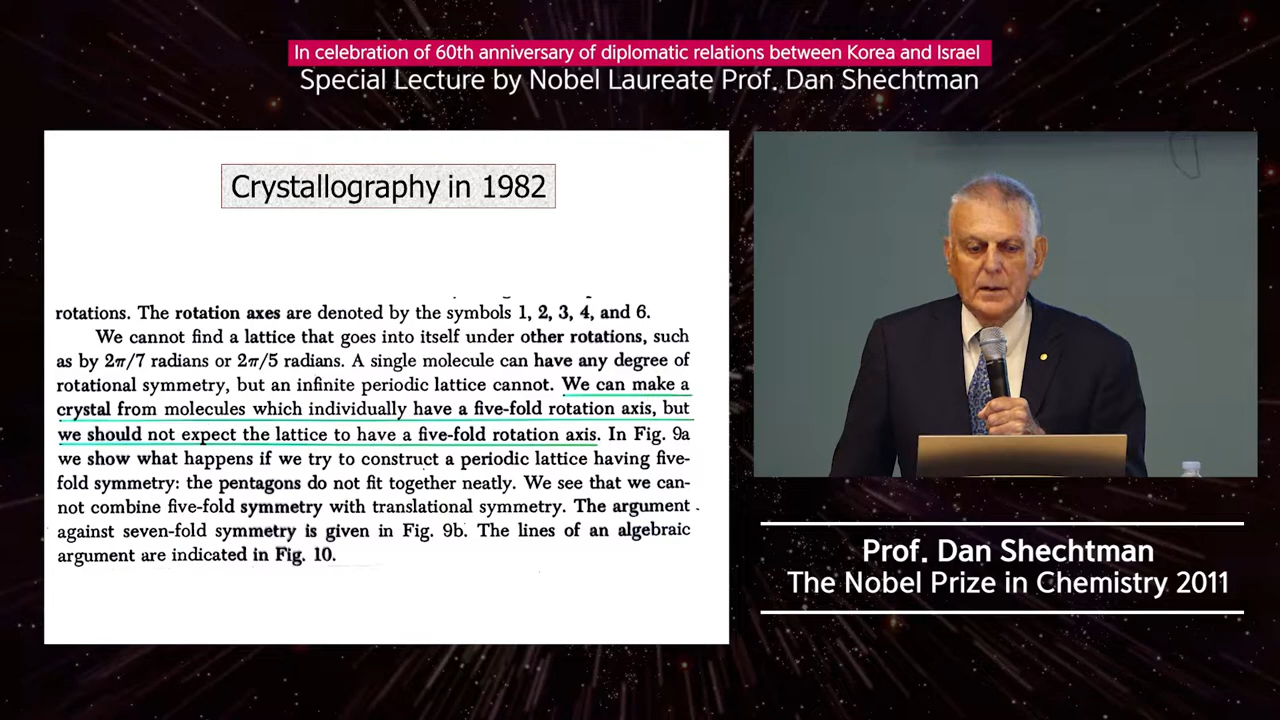 In celebration of 60th anniversary of diplomatic relations between Korea and Israel
Special Lecture by Nobel Laureate Prof. Dan Shechtman
Crystallography in 1982
rotations. The rotation axes are denoted by the symbols 1, 2, 3, 4, and 6.
We cannot find a lattice that goes into itself under other rotations, such
as by 2π/7 radians or 2π/5 radians. A single molecule can have any degree of
rotational symmetry, but an infinite periodic lattice cannot. We can make a
crystal from molecules which individually have a five-fold rotation axis, but
we should not expect the lattice to have a five-fold rotation axis. In Fig. 9a
we show what happens if we try to construct a periodic lattice having five-
fold symmetry: the pentagons do not fit together neatly. We see that we can-
not combine five-fold symmetry with translational symmetry. The argument
against seven-fold symmetry is given in Fig. 9b. The lines of an algebraic
argument are indicated in Fig. 10.
Prof. Dan Shechtman
The Nobel Prize in Chemistry 2011